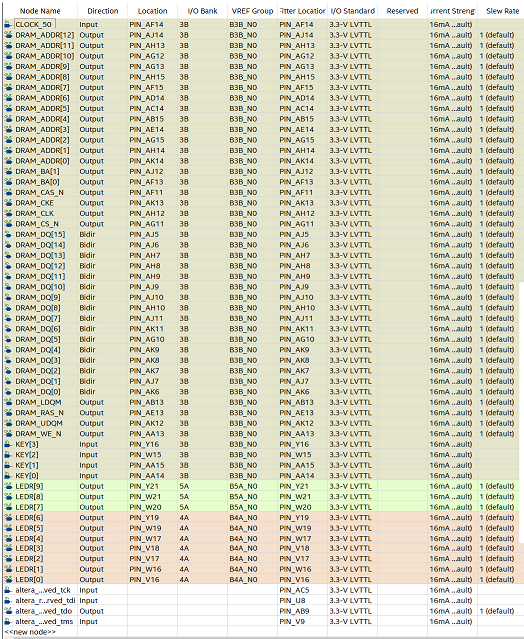 Node Name Direction Location I/O Bank VREF Group Fitter Location I/O Standard Reserved urrent Strengt Slew Rate
CLOCK_50 Input PIN_AF14 3B B3B_N0 PIN_AF14 3.3-V LVTTL 16mA ...ault)
DRAM_ADDR[12] Output PIN_AJ14 3B B3B_N0 PIN_AJ14 3.3-V LVTTL 16mA ...ault) 1 (default)
DRAM_ADDR[11] Output PIN_AH13 3B B3B_N0 PIN_AH13 3.3-V LVTTL 16mA ...ault) 1 (default)
DRAM_ADDR[10] Output PIN_AG12 3B B3B_N0 PIN_AG12 3.3-V LVTTL 16mA ...ault) 1 (default)
DRAM_ADDR[9] Output PIN_AG13 3B B3B_N0 PIN_AG13 3.3-V LVTTL 16mA ...ault) 1 (default)
DRAM_ADDR[8] Output PIN_AH15 3B B3B_N0 PIN_AH15 3.3-V LVTTL 16mA ...ault) 1 (default)
DRAM_ADDR[7] Output PIN_AF15 3B B3B_N0 PIN_AF15 3.3-V LVTTL 16mA ...ault) 1 (default)
DRAM_ADDR[6] Output PIN_AD14 3B B3B_N0 PIN_AD14 3.3-V LVTTL 16mA ...ault) 1 (default)
DRAM_ADDR[5] Output PIN_AC14 3B B3B_N0 PIN_AC14 3.3-V LVTTL 16mA ...ault) 1 (default)
DRAM_ADDR[4] Output PIN_AB15 3B B3B_N0 PIN_AB15 3.3-V LVTTL 16mA ...ault) 1 (default)
DRAM_ADDR[3] Output PIN_AE14 3B B3B_N0 PIN_AE14 3.3-V LVTTL 16mA ...ault) 1 (default)
DRAM_ADDR[2] Output PIN_AG15 3B B3B_N0 PIN_AG15 3.3-V LVTTL 16mA ...ault) 1 (default)
DRAM_ADDR[1] Output PIN_AH14 3B B3B_N0 PIN_AH14 3.3-V LVTTL 16mA ...ault) 1 (default)
DRAM_ADDR[0] Output PIN_AK14 3B B3B_N0 PIN_AK14 3.3-V LVTTL 16mA ...ault) 1 (default)
DRAM_BA[1] Output PIN_AJ12 3B B3B_N0 PIN_AJ12 3.3-V LVTTL 16mA ...ault) 1 (default)
DRAM_BA[0] Output PIN_AF13 3B B3B_N0 PIN_AF13 3.3-V LVTTL 16mA ...ault) 1 (default)
DRAM_CAS_N Output PIN_AF11 3B B3B_N0 PIN_AF11 3.3-V LVTTL 16mA ...ault) 1 (default)
DRAM_CKE Output PIN_AK13 3B B3B_N0 PIN_AK13 3.3-V LVTTL 16mA ...ault) 1 (default)
DRAM_CLK Output PIN_AH12 3B B3B_N0 PIN_AH12 3.3-V LVTTL 16mA ...ault) 1 (default)
DRAM_CS_N Output PIN_AG11 3B B3B_N0 PIN_AG11 3.3-V LVTTL 16mA ...ault) 1 (default)
DRAM_DQ[15] Bidir PIN_AJ5 3B B3B_N0 PIN_AJ5 3.3-V LVTTL 16mA ...ault) 1 (default)
DRAM_DQ[14] Bidir PIN_AJ6 3B B3B_N0 PIN_AJ6 3.3-V LVTTL 16mA ...ault) 1 (default)
DRAM_DQ[13] Bidir PIN_AH7 3B B3B_N0 PIN_AH7 3.3-V LVTTL 16mA ...ault) 1 (default)
DRAM_DQ[12] Bidir PIN_AH8 3B B3B_N0 PIN_AH8 3.3-V LVTTL 16mA ...ault) 1 (default)
DRAM_DQ[11] Bidir PIN_AH9 3B B3B_N0 PIN_AH9 3.3-V LVTTL 16mA ...ault) 1 (default)
DRAM_DQ[10] Bidir PIN_AJ9 3B B3B_N0 PIN_AJ9 3.3-V LVTTL 16mA ...ault) 1 (default)
DRAM_DQ[9] Bidir PIN_AJ10 3B B3B_N0 PIN_AJ10 3.3-V LVTTL 16mA ...ault) 1 (default)
DRAM_DQ[8] Bidir PIN_AH10 3B B3B_N0 PIN_AH10 3.3-V LVTTL 16mA ...ault) 1 (default)
DRAM_DQ[7] Bidir PIN_AJ11 3B B3B_N0 PIN_AJ11 3.3-V LVTTL 16mA ...ault) 1 (default)
DRAM_DQ[6] Bidir PIN_AK11 3B B3B_N0 PIN_AK11 3.3-V LVTTL 16mA ...ault) 1 (default)
DRAM_DQ[5] Bidir PIN_AG10 3B B3B_N0 PIN_AG10 3.3-V LVTTL 16mA ...ault) 1 (default)
DRAM_DQ[4] Bidir PIN_AK9 3B B3B_N0 PIN_AK9 3.3-V LVTTL 16mA ...ault) 1 (default)
DRAM_DQ[3] Bidir PIN_AK8 3B B3B_N0 PIN_AK8 3.3-V LVTTL 16mA ...ault) 1 (default)
DRAM_DQ[2] Bidir PIN_AK7 3B B3B_N0 PIN_AK7 3.3-V LVTTL 16mA ...ault) 1 (default)
DRAM_DQ[1] Bidir PIN_AJ7 3B B3B_N0 PIN_AJ7 3.3-V LVTTL 16mA ...ault) 1 (default)
DRAM_DQ[0] Bidir PIN_AK6 3B B3B_N0 PIN_AK6 3.3-V LVTTL 16mA ...ault) 1 (default)
DRAM_LDQM Output PIN_AB13 3B B3B_N0 PIN_AB13 3.3-V LVTTL 16mA ...ault) 1 (default)
DRAM_RAS_N Output PIN_AE13 3B B3B_N0 PIN_AE13 3.3-V LVTTL 16mA ...ault) 1 (default)
DRAM_UDQM Output PIN_AK12 3B B3B_N0 PIN_AK12 3.3-V LVTTL 16mA ...ault) 1 (default)
DRAM_WE_N Output PIN_AA13 3B B3B_N0 PIN_AA13 3.3-V LVTTL 16mA ...ault) 1 (default)
KEY[3] Input PIN_Y16 3B B3B_N0 PIN_Y16 3.3-V LVTTL 16mA ...ault)
KEY[2] Input PIN_W15 3B B3B_N0 PIN_W15 3.3-V LVTTL 16mA ...ault)
KEY[1] Input PIN_AA15 3B B3B_N0 PIN_AA15 3.3-V LVTTL 16mA ...ault)
KEY[0] Input PIN_AA14 3B B3B_N0 PIN_AA14 3.3-V LVTTL 16mA ...ault)
LEDR[9] Output PIN_Y21 5A B5A_N0 PIN_Y21 3.3-V LVTTL 16mA ...ault) 1 (default)
LEDR[8] Output PIN_W21 5A B5A_N0 PIN_W21 3.3-V LVTTL 16mA ...ault) 1 (default)
LEDR[7] Output PIN_W20 5A B5A_N0 PIN_W20 3.3-V LVTTL 16mA ...ault) 1 (default)
LEDR[6] Output PIN_Y19 4A B4A_N0 PIN_Y19 3.3-V LVTTL 16mA ...ault) 1 (default)
LEDR[5] Output PIN_W19 4A B4A_N0 PIN_W19 3.3-V LVTTL 16mA ...ault) 1 (default)
LEDR[4] Output PIN_W17 4A B4A_N0 PIN_W17 3.3-V LVTTL 16mA ...ault) 1 (default)
LEDR[3] Output PIN_V18 4A B4A_N0 PIN_V18 3.3-V LVTTL 16mA ...ault) 1 (default)
LEDR[2] Output PIN_V17 4A B4A_N0 PIN_V17 3.3-V LVTTL 16mA ...ault) 1 (default)
LEDR[1] Output PIN_W16 4A B4A_N0 PIN_W16 3.3-V LVTTL 16mA ...ault) 1 (default)
LEDR[0] Output PIN_V16 4A B4A_N0 PIN_V16 3.3-V LVTTL 16mA ...ault) 1 (default)
altera_...ved_tck Input PIN_AC5 3.3-V LVTTL 16mA ...ault)
altera_r...rved_tdi Input PIN_U8 3.3-V LVTTL 16mA ...ault)
altera_...ved_tdo Output PIN_AB9 3.3-V LVTTL 16mA ...ault) 1 (default)
altera_...ved_tms Input PIN_V9 3.3-V LVTTL 16mA ...ault)
<<new node>>